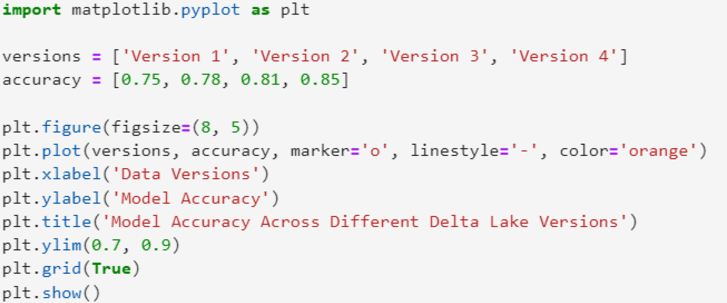 import matplotlib.pyplot as plt
versions = ['Version 1', 'Version 2', 'Version 3', 'Version 4']
accuracy = [0.75, 0.78, 0.81, 0.85]
plt.figure(figsize=(8, 5))
plt.plot(versions, accuracy, marker='o', linestyle='-', color='orange')
plt.xlabel('Data Versions')
plt.ylabel('Model Accuracy')
plt.title('Model Accuracy Across Different Delta Lake Versions')
plt.ylim(0.7, 0.9)
plt.grid(True)
plt.show()